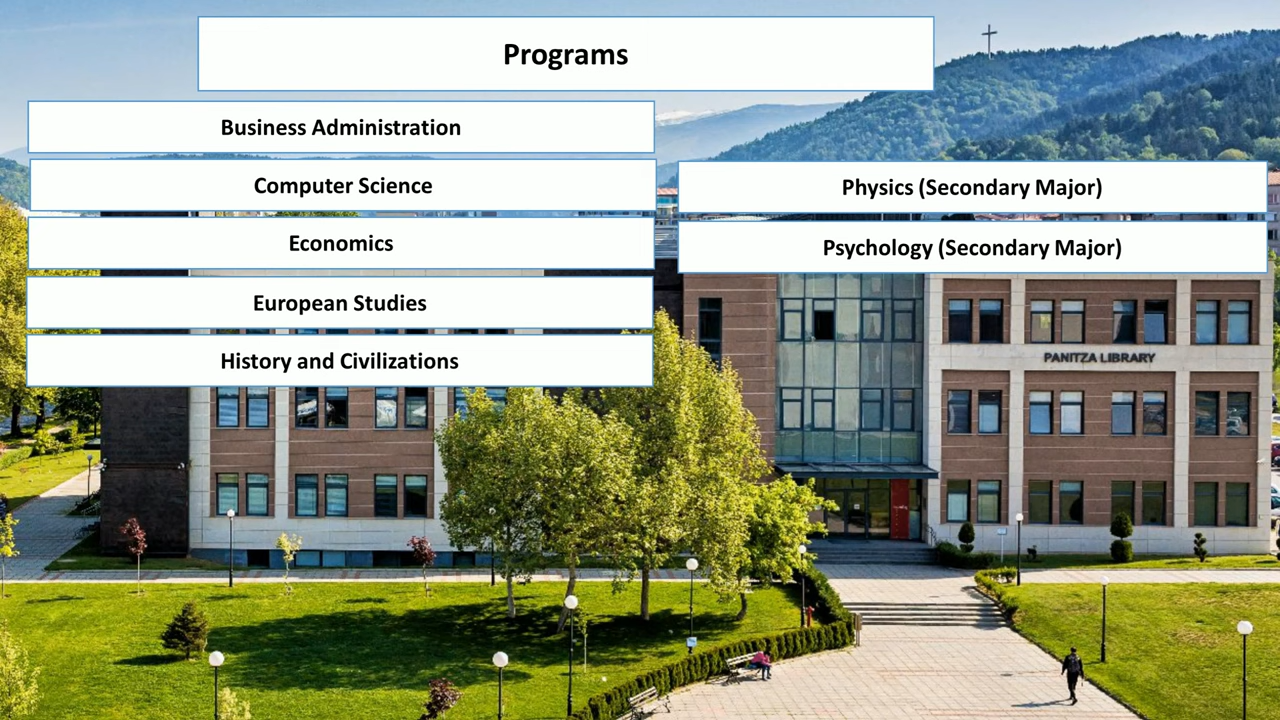 Programs
Business Administration
Computer Science
Economics
European Studies
History and Civilizations
Physics (Secondary Major)
Psychology (Secondary Major)
PANITZA LIBRARY